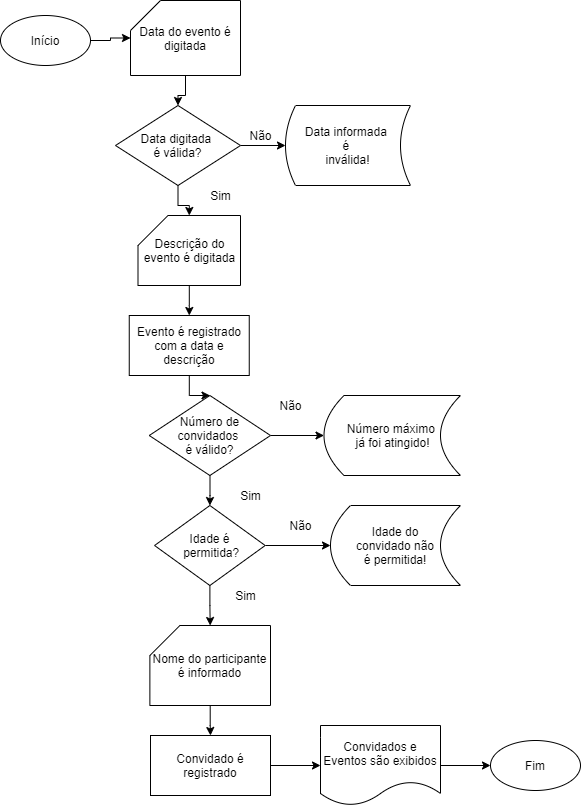 Início
Data do evento é
digitada
Data digitada
é válida?
Não
Data informada
é
inválida!
Sim
Descrição do
evento é digitada
Evento é registrado
com a data e
descrição
Número de
convidados
é válido?
Não
Número máximo
já foi atingido!
Sim
Idade é
permitida?
Não
Idade do
convidado não
é permitida!
Sim
Nome do participante
é informado
Convidado é
registrado
Convidados e
Eventos são exibidos
Fim